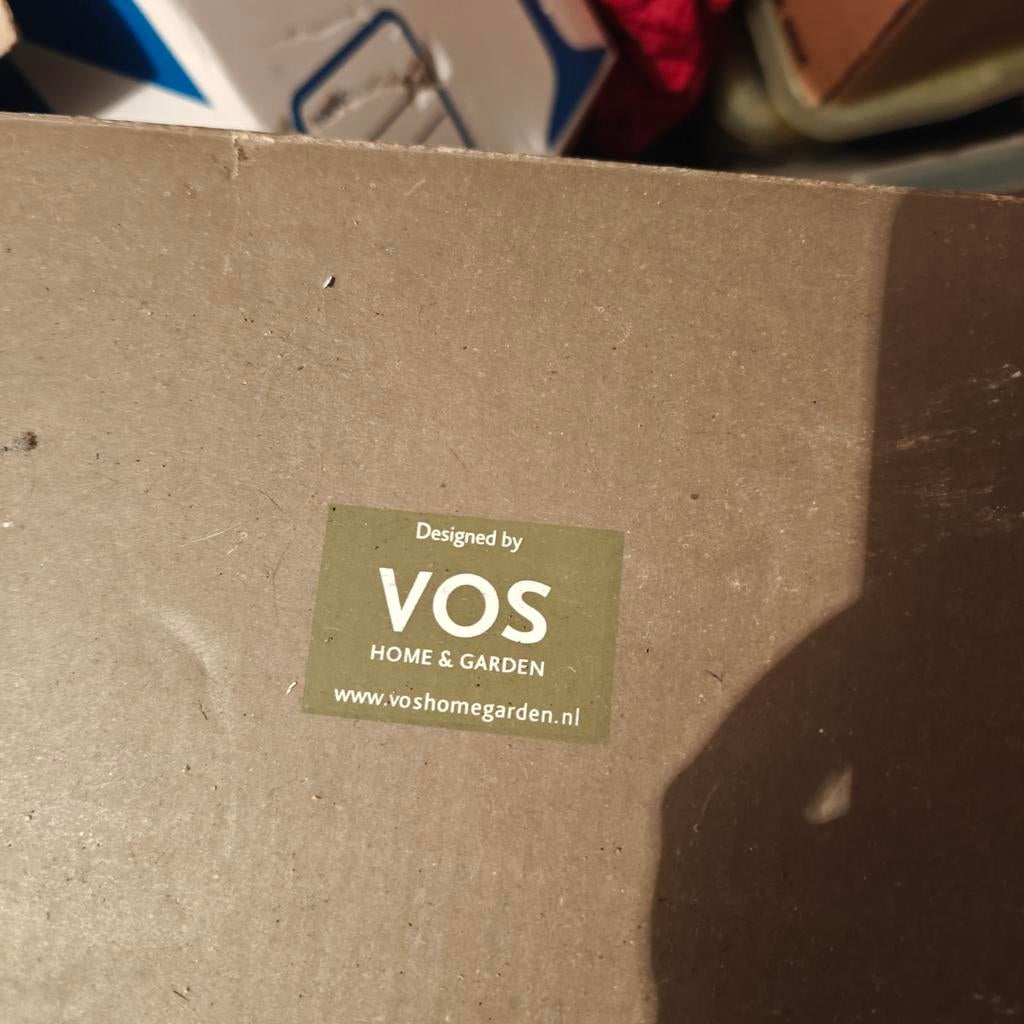 Designed by
VOS
HOME & GARDEN
www.voshomegarden.nl